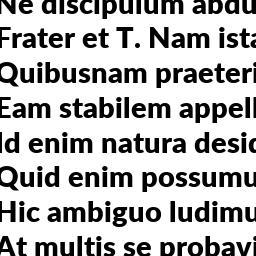 Ne discipulum abdu
Frater et T. Nam ista
Quibusnam praeteri
Eam stabilem appell
Id enim natura desid
Quid enim possumu
Hic ambiguo ludimu
At multis se probavi